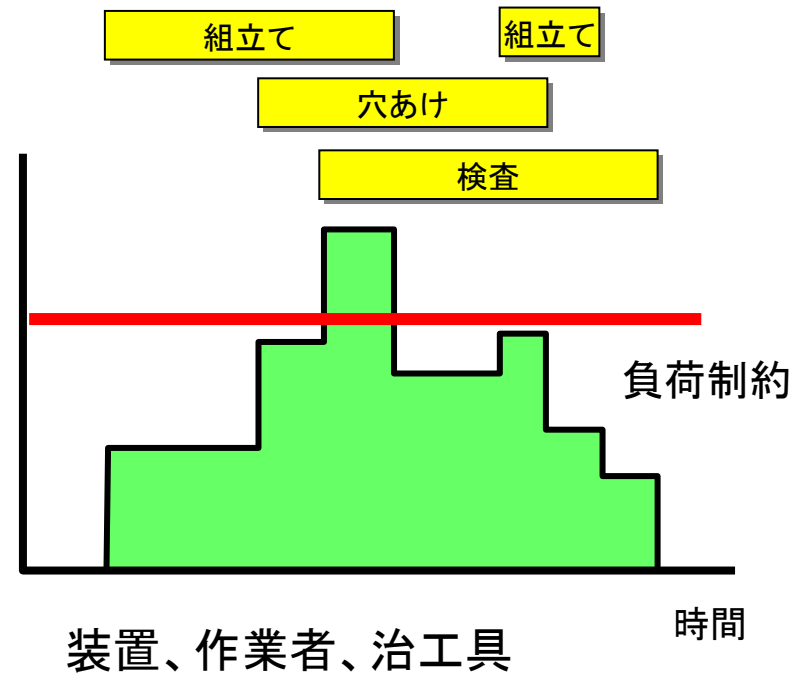 組立て
組立て
穴あけ
検査
負荷制約
時間
装置、作業者、治工具